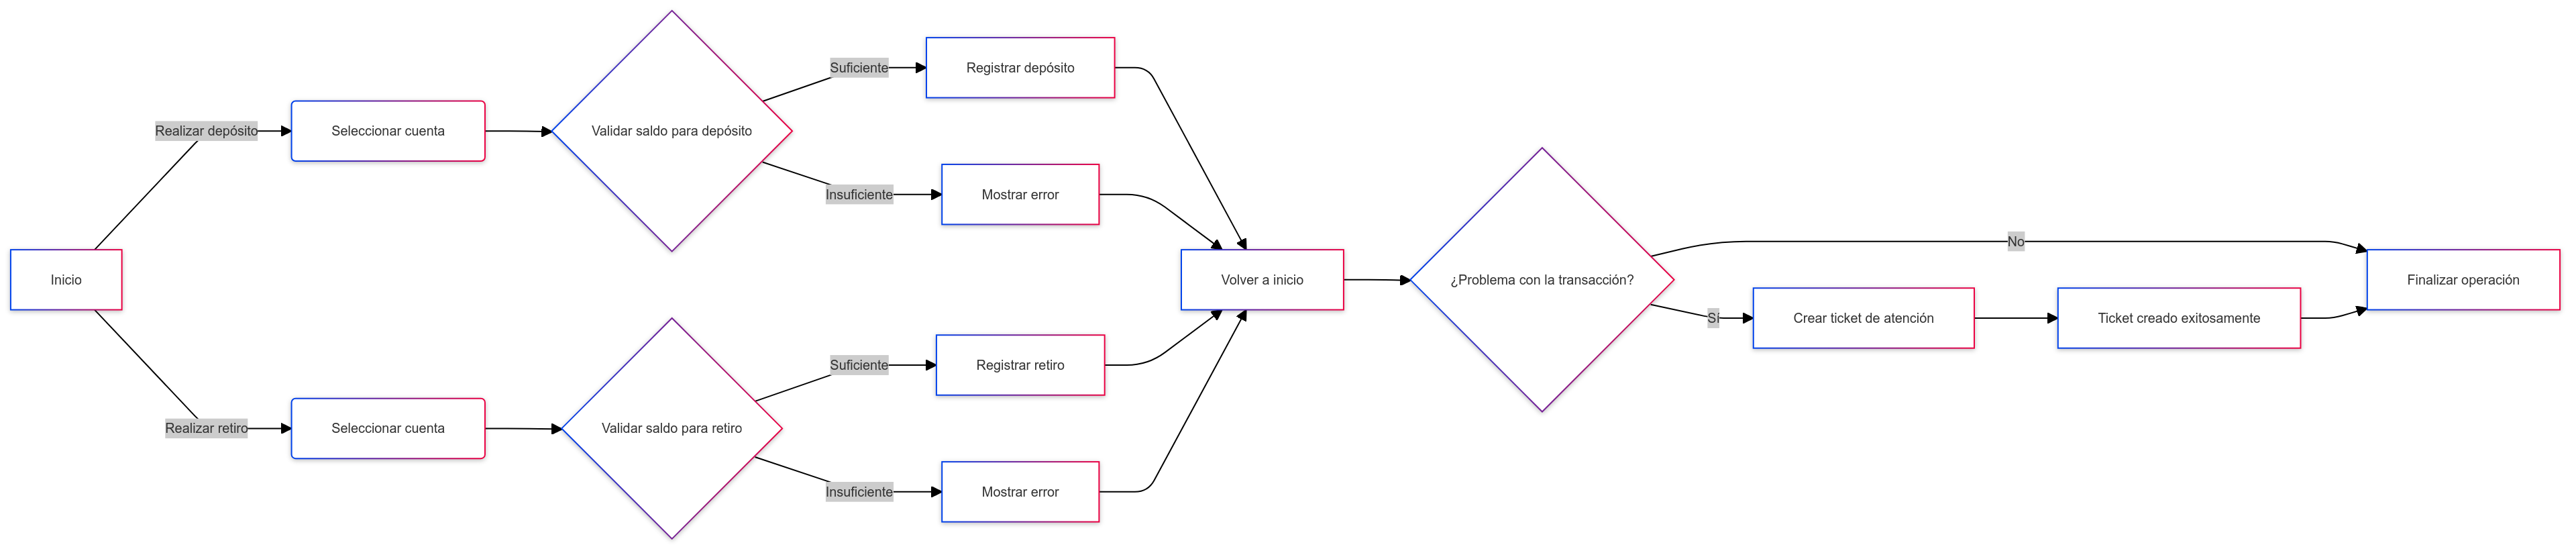 Inicio
Realizar depósito
Realizar retiro
Seleccionar cuenta
Seleccionar cuenta
Validar saldo para depósito
Validar saldo para retiro
Suficiente
Insuficiente
Suficiente
Insuficiente
Registrar depósito
Mostrar error
Registrar retiro
Mostrar error
Volver a inicio
¿Problema con la transacción?
No
Sí
Crear ticket de atención
Ticket creado exitosamente
Finalizar operación